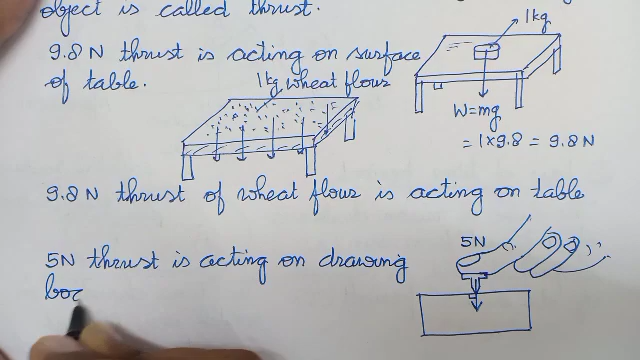 object is called thrust.
9.8 N thrust is acting on surface
of table.
1kg
W=mg
= 1×9.8 = 9.8 N
1kg wheat flour
9.8 N thrust of wheat flour is acting on table
5N thrust is acting on drawing
boa
5N